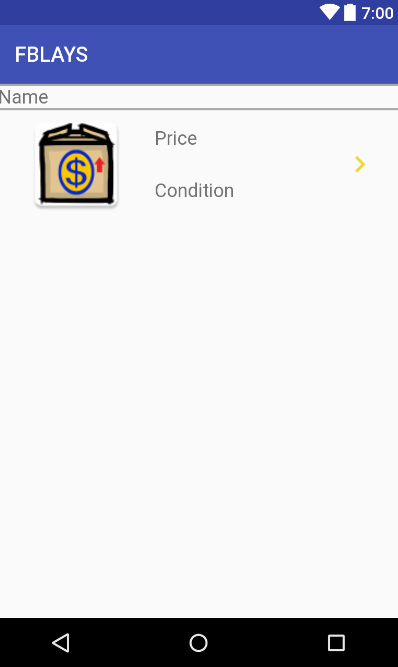 7:00
FBLAYS
Name
$
Price
Condition